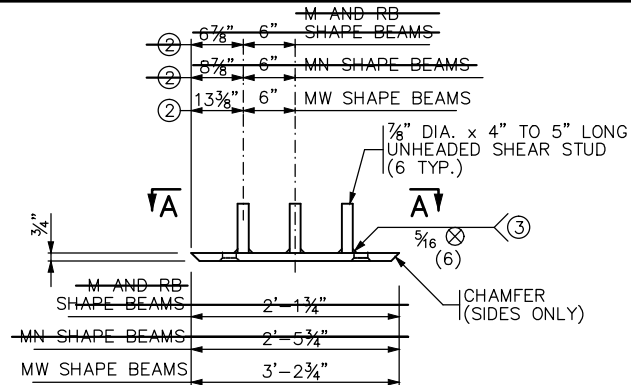 M AND RB
② 6⅞" 6" SHAPE BEAMS
② 8⅞" 6" MN SHAPE BEAMS
② 13⅜" 6" MW SHAPE BEAMS
⅞" DIA. x 4" TO 5" LONG
UNHEADED SHEAR STUD
(6 TYP.)
A A
¾"
5⁄16 ③
(6)
CHAMFER
(SIDES ONLY)
M AND RB
SHAPE BEAMS 2'-1¾"
MN SHAPE BEAMS 2'-5¾"
MW SHAPE BEAMS 3'-2¾"